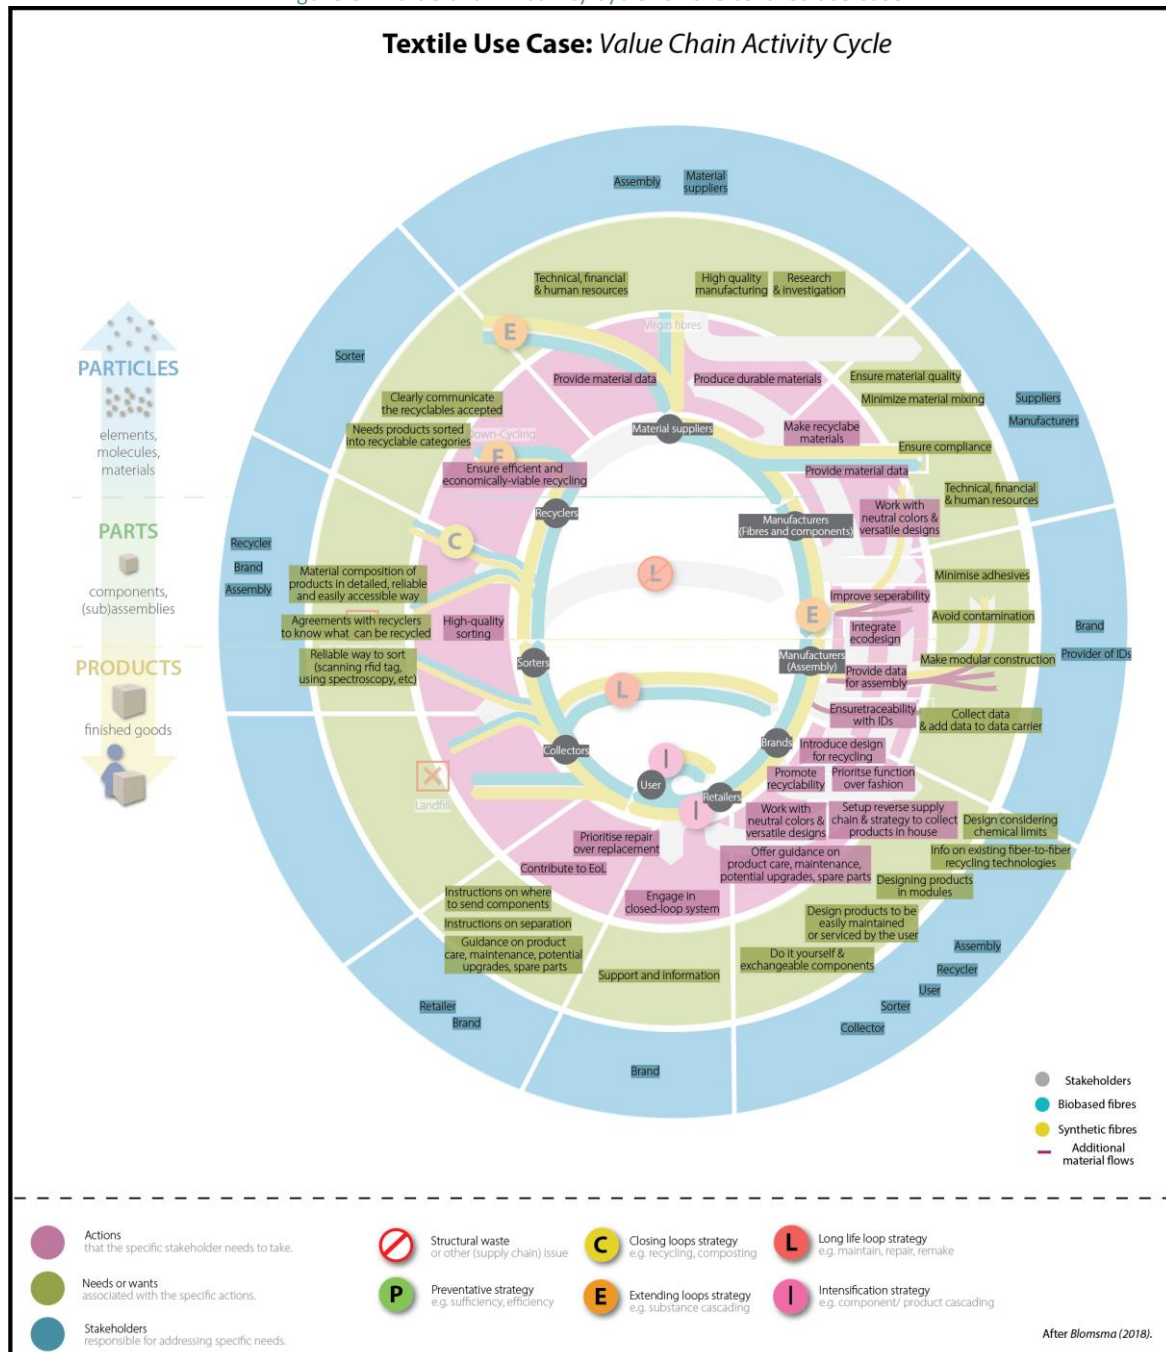 Textile Use Case: Value Chain Activity Cycle
Assembly
Material
suppliers
Technical, financial
& human resources
High quality
manufacturing
Research
& investigation
E
Virgin fibres
Sorter
PARTICLES
elements,
molecules,
materials
Provide material data
Produce durable materials
Ensure material quality
Minimize material mixing
Suppliers
Manufacturers
Clearly communicate
the recyclables accepted
Needs products sorted
into recyclable categories
Down-Cycling
E
Ensure efficient and
economically-viable recycling
Material suppliers
Make recyclabe
materials
Ensure compliance
Provide material data
Technical, financial
& human resources
Recyclers
Manufacturers
(Fibres and components)
Work with
neutral colors &
versatile designs
PARTS
components,
(sub)assemblies
Recycler
Brand
Assembly
C
Material composition of
products in detailed, reliable
and easily accessible way
Agreements with recyclers
to know what can be recycled
Reliable way to sort
(scanning rfid tag,
using spectroscopy, etc)
High-quality
sorting
L
E
Minimise adhesives
Improve seperability
Avoid contamination
Integrate
ecodesign
Brand
Provider of IDs
PRODUCTS
finished goods
Sorters
Manufacturers
(Assembly)
Make modular construction
Provide data
for assembly
L
Ensuretraceability
with IDs
Collect data
& add data to data carrier
Collectors
Brands
Introduce design
for recycling
I
User
Retailers
I
Promote
recyclability
Prioritise function
over fashion
Landfill
Work with
neutral colors &
versatile designs
Setup reverse supply
chain & strategy to collect
products in house
Design considering
chemical limits
Prioritise repair
over replacement
Contribute to EoL
Offer guidance on
product care, maintenance,
potential upgrades, spare parts
Info on existing fiber-to-fiber
recycling technologies
Engage in
closed-loop system
Designing products
in modules
Instructions on where
to send components
Instructions on separation
Guidance on product
care, maintenance, potential
upgrades, spare parts
Support and information
Design products to be
easily maintained
or serviced by the user
Do it yourself &
exchangeable components
Assembly
Recycler
User
Sorter
Collector
Retailer
Brand
Brand
Stakeholders
Biobased fibres
Synthetic fibres
Additional
material flows
Actions
that the specific stakeholder needs to take.
Needs or wants
associated with the specific actions.
Stakeholders
responsible for addressing specific needs.
Structural waste
or other (supply chain) issue
P
Preventative strategy
e.g. sufficiency, efficiency
C
Closing loops strategy
e.g. recycling, composting
E
Extending loops strategy
e.g. substance cascading
L
Long life loop strategy
e.g. maintain, repair, remake
I
Intensification strategy
e.g. component/ product cascading
After Blomsma (2018).